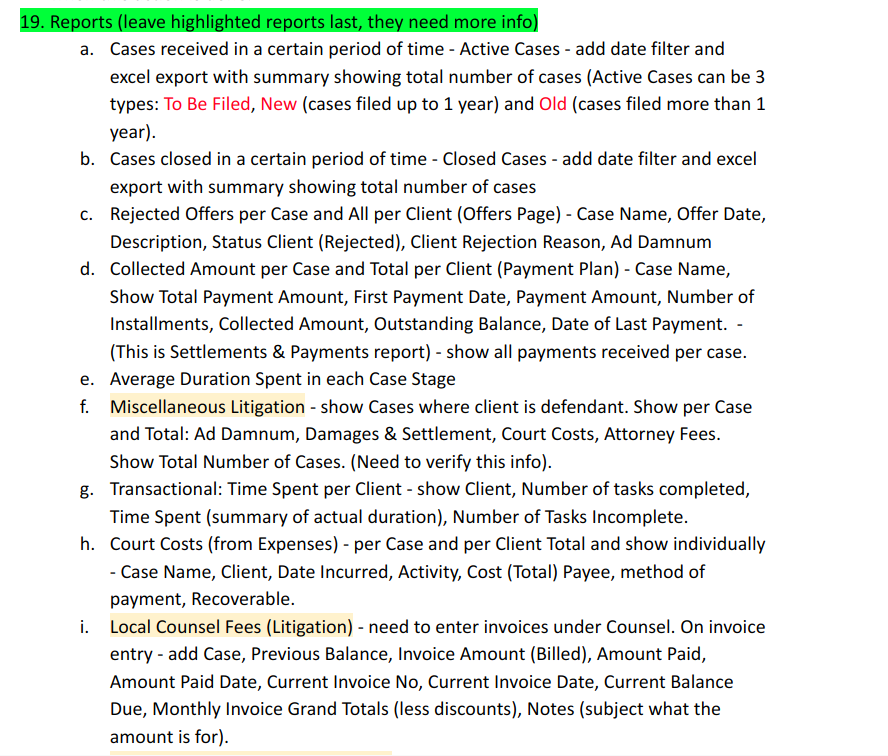 19. Reports (leave highlighted reports last, they need more info)
a. Cases received in a certain period of time - Active Cases - add date filter and
excel export with summary showing total number of cases (Active Cases can be 3
types: To Be Filed, New (cases filed up to 1 year) and Old (cases filed more than 1
year).
b. Cases closed in a certain period of time - Closed Cases - add date filter and excel
export with summary showing total number of cases
c. Rejected Offers per Case and All per Client (Offers Page) - Case Name, Offer Date,
Description, Status Client (Rejected), Client Rejection Reason, Ad Damnum
d. Collected Amount per Case and Total per Client (Payment Plan) - Case Name,
Show Total Payment Amount, First Payment Date, Payment Amount, Number of
Installments, Collected Amount, Outstanding Balance, Date of Last Payment. -
(This is Settlements & Payments report) - show all payments received per case.
e. Average Duration Spent in each Case Stage
f. Miscellaneous Litigation - show Cases where client is defendant. Show per Case
and Total: Ad Damnum, Damages & Settlement, Court Costs, Attorney Fees.
Show Total Number of Cases. (Need to verify this info).
g. Transactional: Time Spent per Client - show Client, Number of tasks completed,
Time Spent (summary of actual duration), Number of Tasks Incomplete.
h. Court Costs (from Expenses) - per Case and per Client Total and show individually
- Case Name, Client, Date Incurred, Activity, Cost (Total) Payee, method of
payment, Recoverable.
i. Local Counsel Fees (Litigation) - need to enter invoices under Counsel. On invoice
entry - add Case, Previous Balance, Invoice Amount (Billed), Amount Paid,
Amount Paid Date, Current Invoice No, Current Invoice Date, Current Balance
Due, Monthly Invoice Grand Totals (less discounts), Notes (subject what the
amount is for).